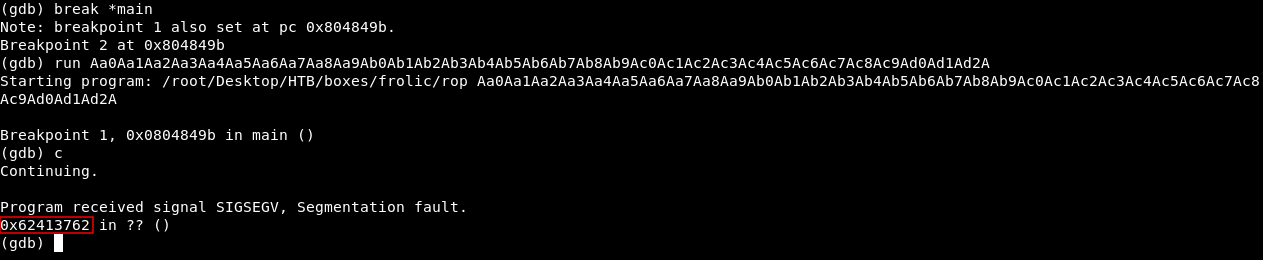 (gdb) break *main
Note: breakpoint 1 also set at pc 0x804849b.
Breakpoint 2 at 0x804849b
(gdb) run Aa0Aa1Aa2Aa3Aa4Aa5Aa6Aa7Aa8Aa9Ab0Ab1Ab2Ab3Ab4Ab5Ab6Ab7Ab8Ab9Ac0Ac1Ac2Ac3Ac4Ac5Ac6Ac7Ac8Ac9Ad0Ad1Ad2A
Starting program: /root/Desktop/HTB/boxes/frolic/rop Aa0Aa1Aa2Aa3Aa4Aa5Aa6Aa7Aa8Aa9Ab0Ab1Ab2Ab3Ab4Ab5Ab6Ab7Ab8Ab9Ac0Ac1Ac2Ac3Ac4Ac5Ac6Ac7Ac8
Ac9Ad0Ad1Ad2A
Breakpoint 1, 0x0804849b in main ()
(gdb) c
Continuing.
Program received signal SIGSEGV, Segmentation fault.
0x62413762 in ?? ()
(gdb)